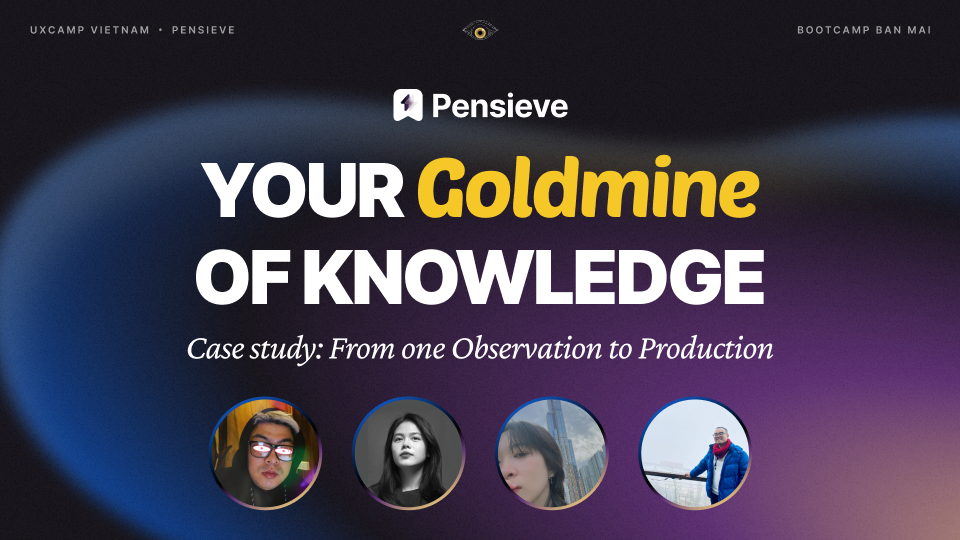 UXCAMP VIETNAM • PENSIEVE
BOOTCAMP BAN MAI
Pensieve
YOUR Goldmine
OF KNOWLEDGE
Case study: From one Observation to Production